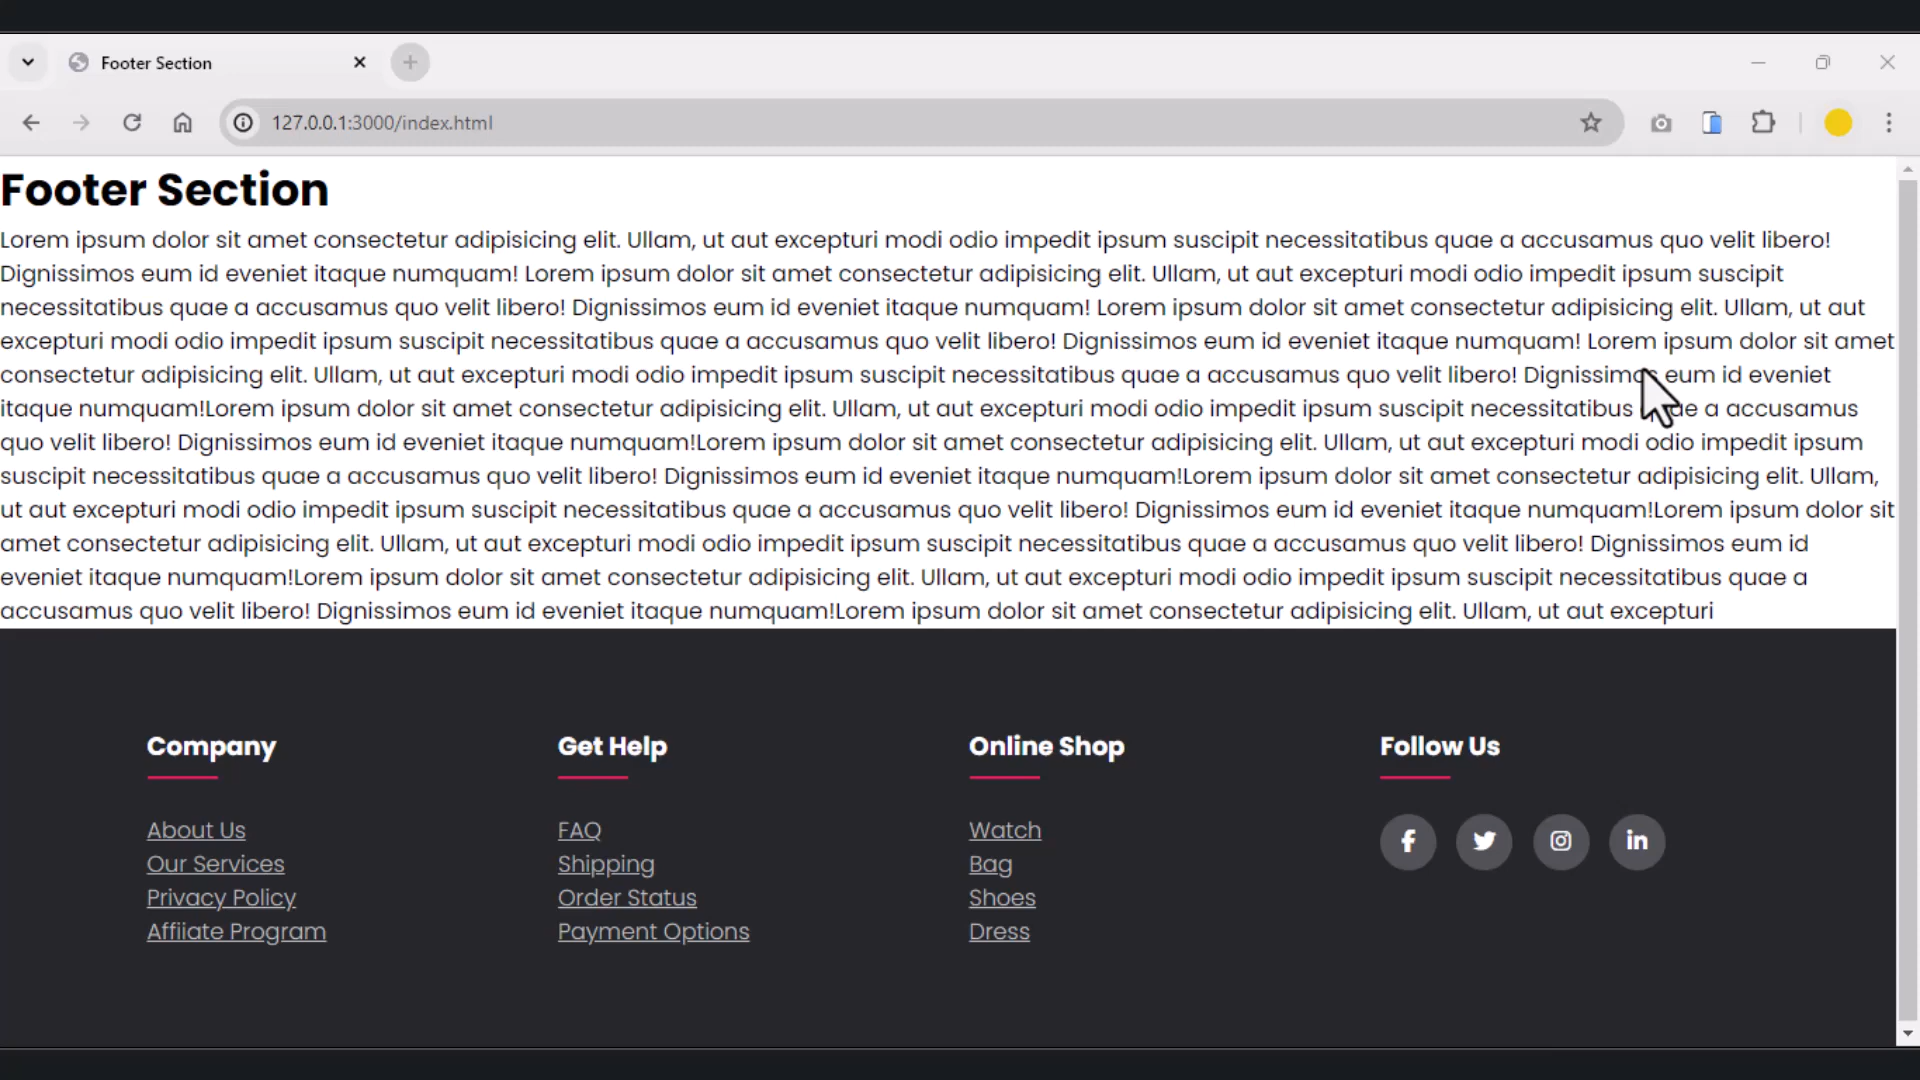 Footer Section
127.0.0.1:3000/index.html
Footer Section
Lorem ipsum dolor sit amet consectetur adipisicing elit. Ullam, ut aut excepturi modi odio impedit ipsum suscipit necessitatibus quae a accusamus quo velit libero!
Dignissimos eum id eveniet itaque numquam! Lorem ipsum dolor sit amet consectetur adipisicing elit. Ullam, ut aut excepturi modi odio impedit ipsum suscipit
necessitatibus quae a accusamus quo velit libero! Dignissimos eum id eveniet itaque numquam! Lorem ipsum dolor sit amet consectetur adipisicing elit. Ullam, ut aut
excepturi modi odio impedit ipsum suscipit necessitatibus quae a accusamus quo velit libero! Dignissimos eum id eveniet itaque numquam! Lorem ipsum dolor sit amet
consectetur adipisicing elit. Ullam, ut aut excepturi modi odio impedit ipsum suscipit necessitatibus quae a accusamus quo velit libero! Dignissimos eum id eveniet
itaque numquam!Lorem ipsum dolor sit amet consectetur adipisicing elit. Ullam, ut aut excepturi modi odio impedit ipsum suscipit necessitatibus quae a accusamus
quo velit libero! Dignissimos eum id eveniet itaque numquam!Lorem ipsum dolor sit amet consectetur adipisicing elit. Ullam, ut aut excepturi modi odio impedit ipsum
suscipit necessitatibus quae a accusamus quo velit libero! Dignissimos eum id eveniet itaque numquam!Lorem ipsum dolor sit amet consectetur adipisicing elit. Ullam,
ut aut excepturi modi odio impedit ipsum suscipit necessitatibus quae a accusamus quo velit libero! Dignissimos eum id eveniet itaque numquam!Lorem ipsum dolor sit
amet consectetur adipisicing elit. Ullam, ut aut excepturi modi odio impedit ipsum suscipit necessitatibus quae a accusamus quo velit libero! Dignissimos eum id
eveniet itaque numquam!Lorem ipsum dolor sit amet consectetur adipisicing elit. Ullam, ut aut excepturi modi odio impedit ipsum suscipit necessitatibus quae a
accusamus quo velit libero! Dignissimos eum id eveniet itaque numquam!Lorem ipsum dolor sit amet consectetur adipisicing elit. Ullam, ut aut excepturi
Company
About Us
Our Services
Privacy Policy
Affiiate Program
Get Help
FAQ
Shipping
Order Status
Payment Options
Online Shop
Watch
Bag
Shoes
Dress
Follow Us